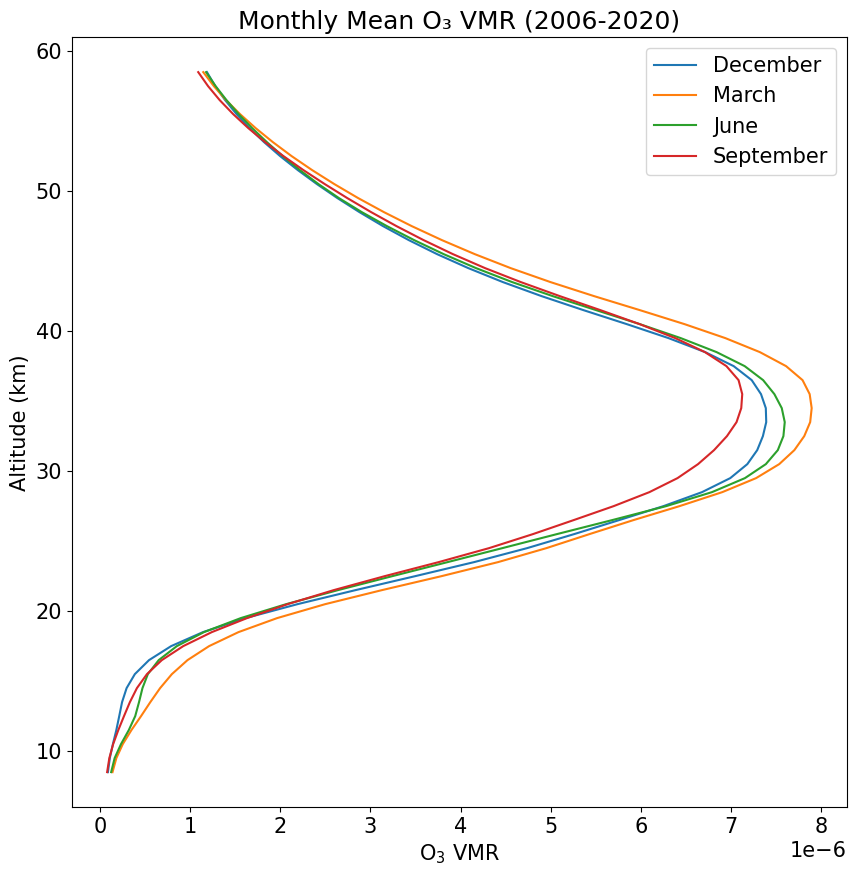 Monthly Mean O₃ VMR (2006-2020)
December
March
June
September
Altitude (km)
60
50
40
30
20
10
0 1 2 3 4 5 6 7 8
1e−6
O₃ VMR